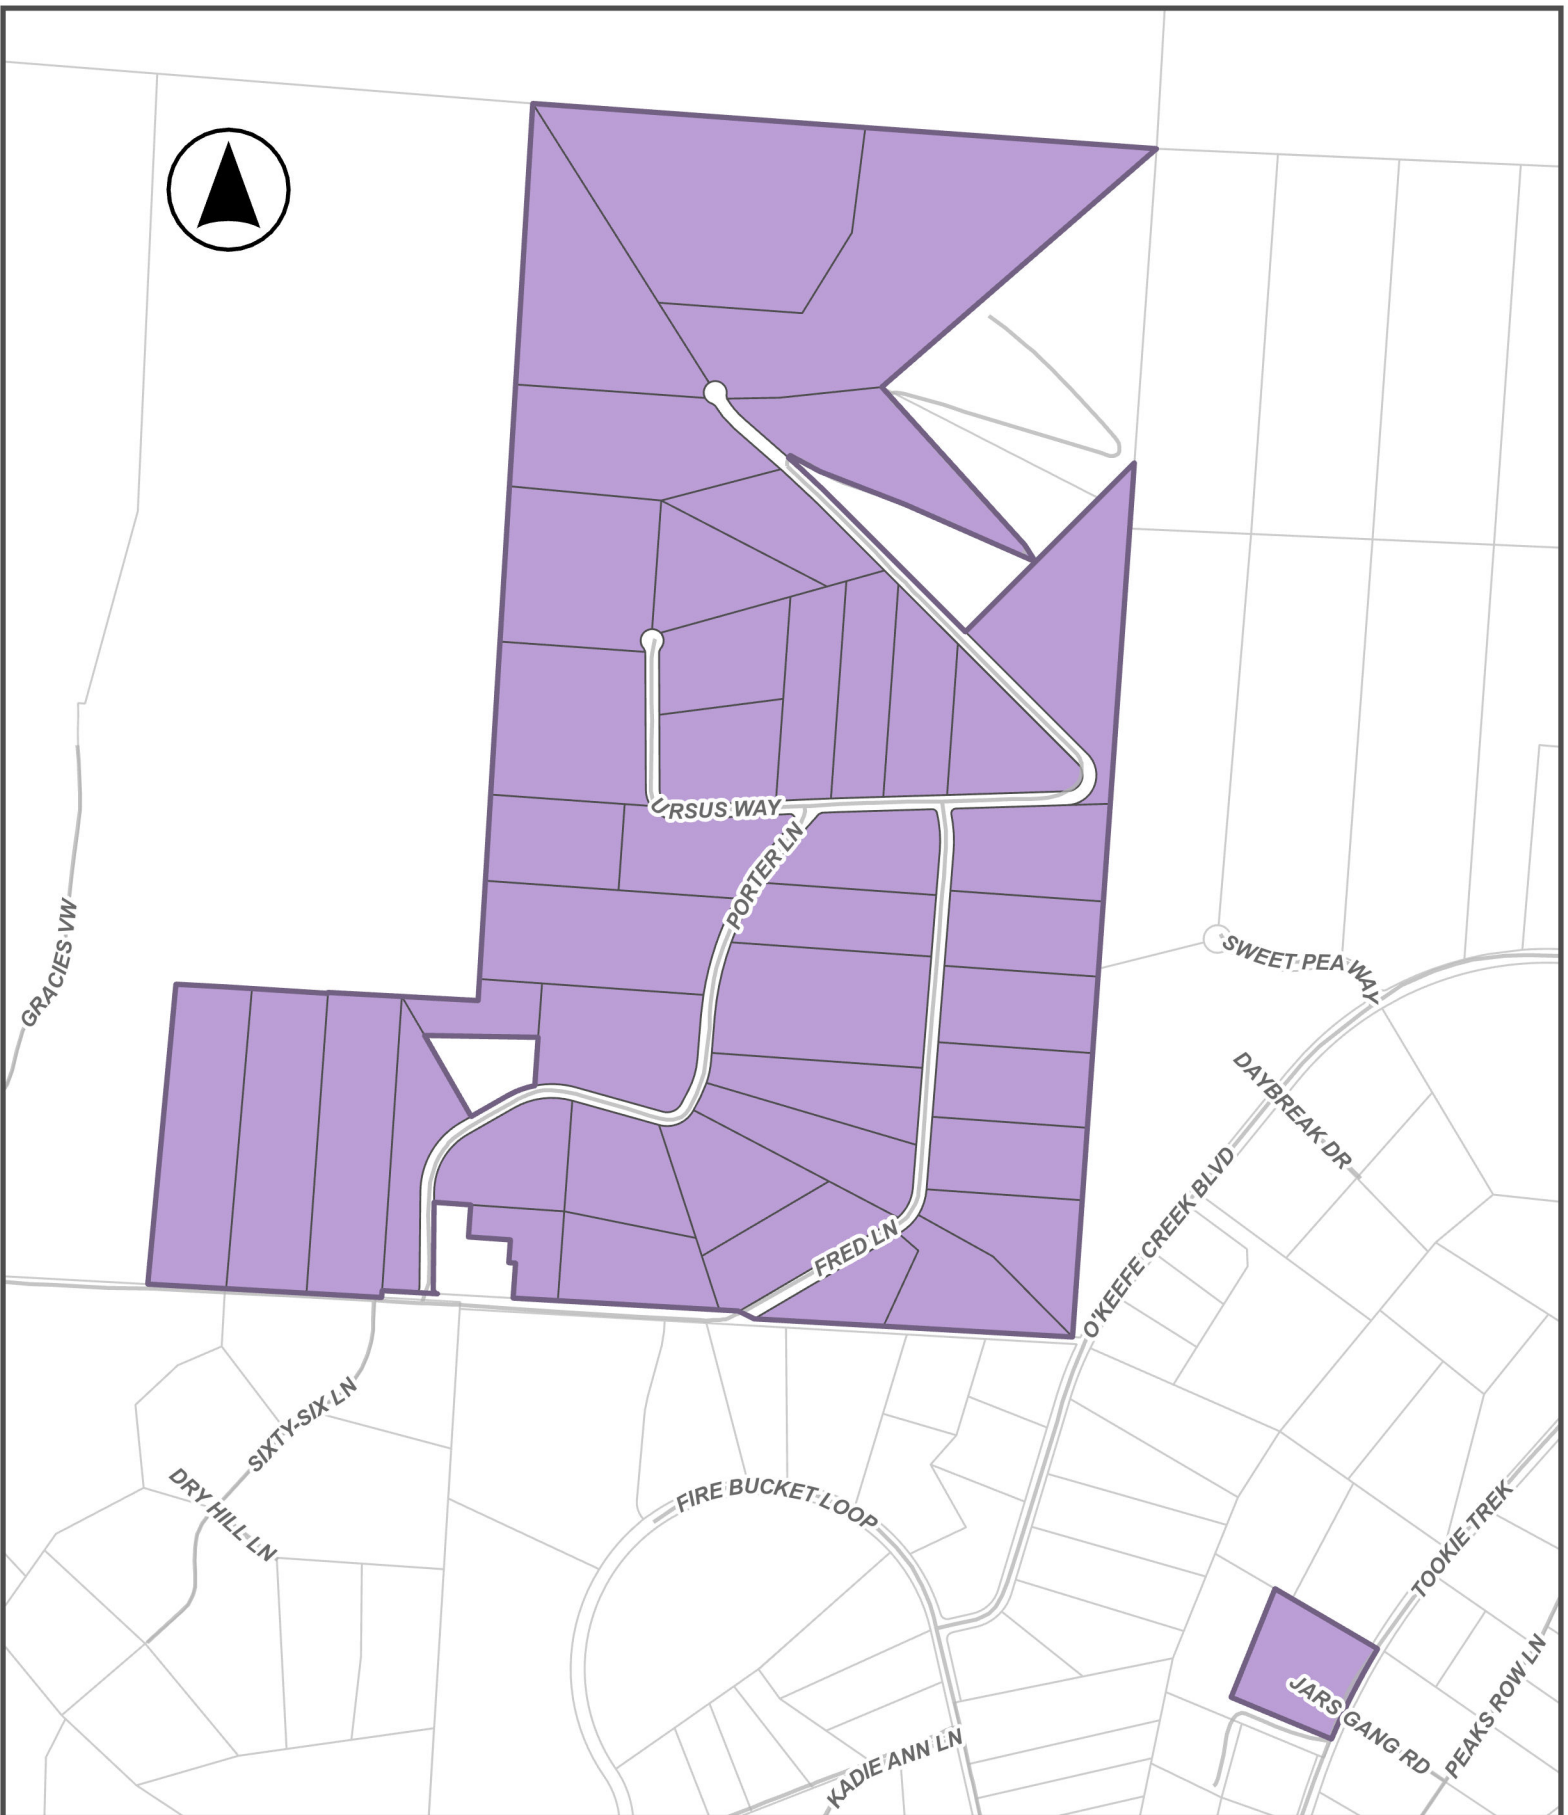 URSUS WAY
PORTER LN
GRACIES VW
SWEET PEA WAY
DAYBREAK DR
O'KEEFE CREEK BLVD
FRED LN
SIXTY-SIX LN
DRY HILL LN
FIRE BUCKET LOOP
TOOKIE TREK
JARS GANG RD
PEAKS ROW LN
KADIE ANN LN